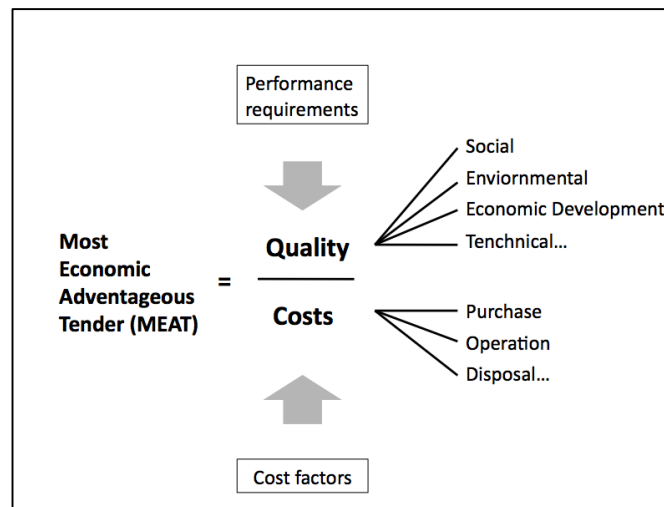 Performance
requirements
Social
Enviornmental
Economic Development
Tenchnical...
Quality
Most
Economic
Adventageous
Tender (MEAT)
=
Costs
Purchase
Operation
Disposal...
Cost factors